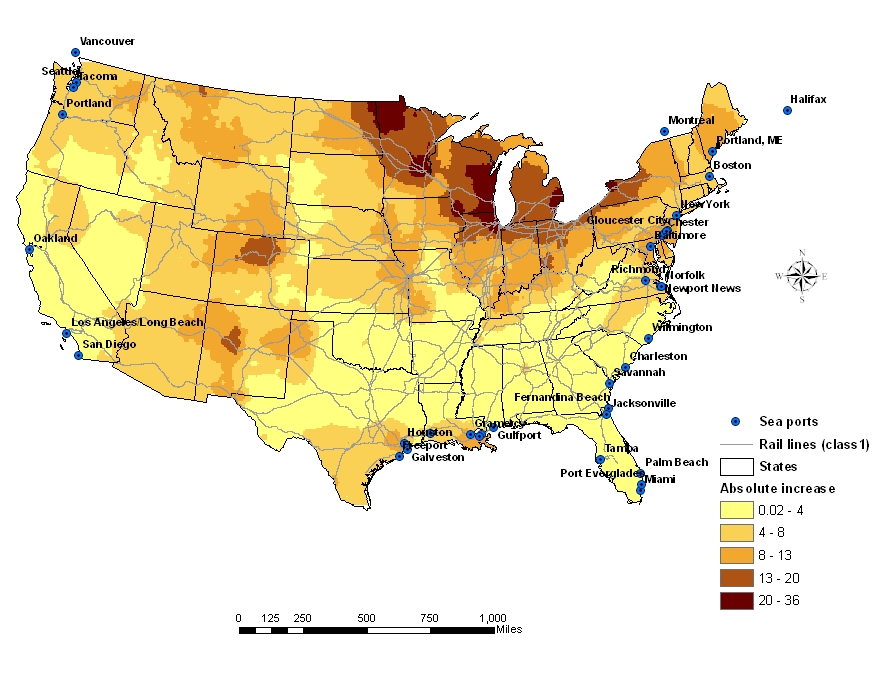 Vancouver
Seattle
Tacoma
Portland
Halifax
Montreal
Portland, ME
Boston
New York
Gloucester City
Chester
Baltimore
Oakland
Richmond
Norfolk
Newport News
N
W E
S
Los Angeles/Long Beach
Wilmington
San Diego
Charleston
Savannah
Fernandina Beach
Jacksonville
Houston
Gramercy
Gulfport
Freeport
Galveston
Tampa
Palm Beach
Port Everglades
Miami
Sea ports
Rail lines (class1)
States
Absolute increase
0.02 - 4
4 - 8
8 - 13
13 - 20
20 - 36
0 125 250 500 750 1,000
Miles